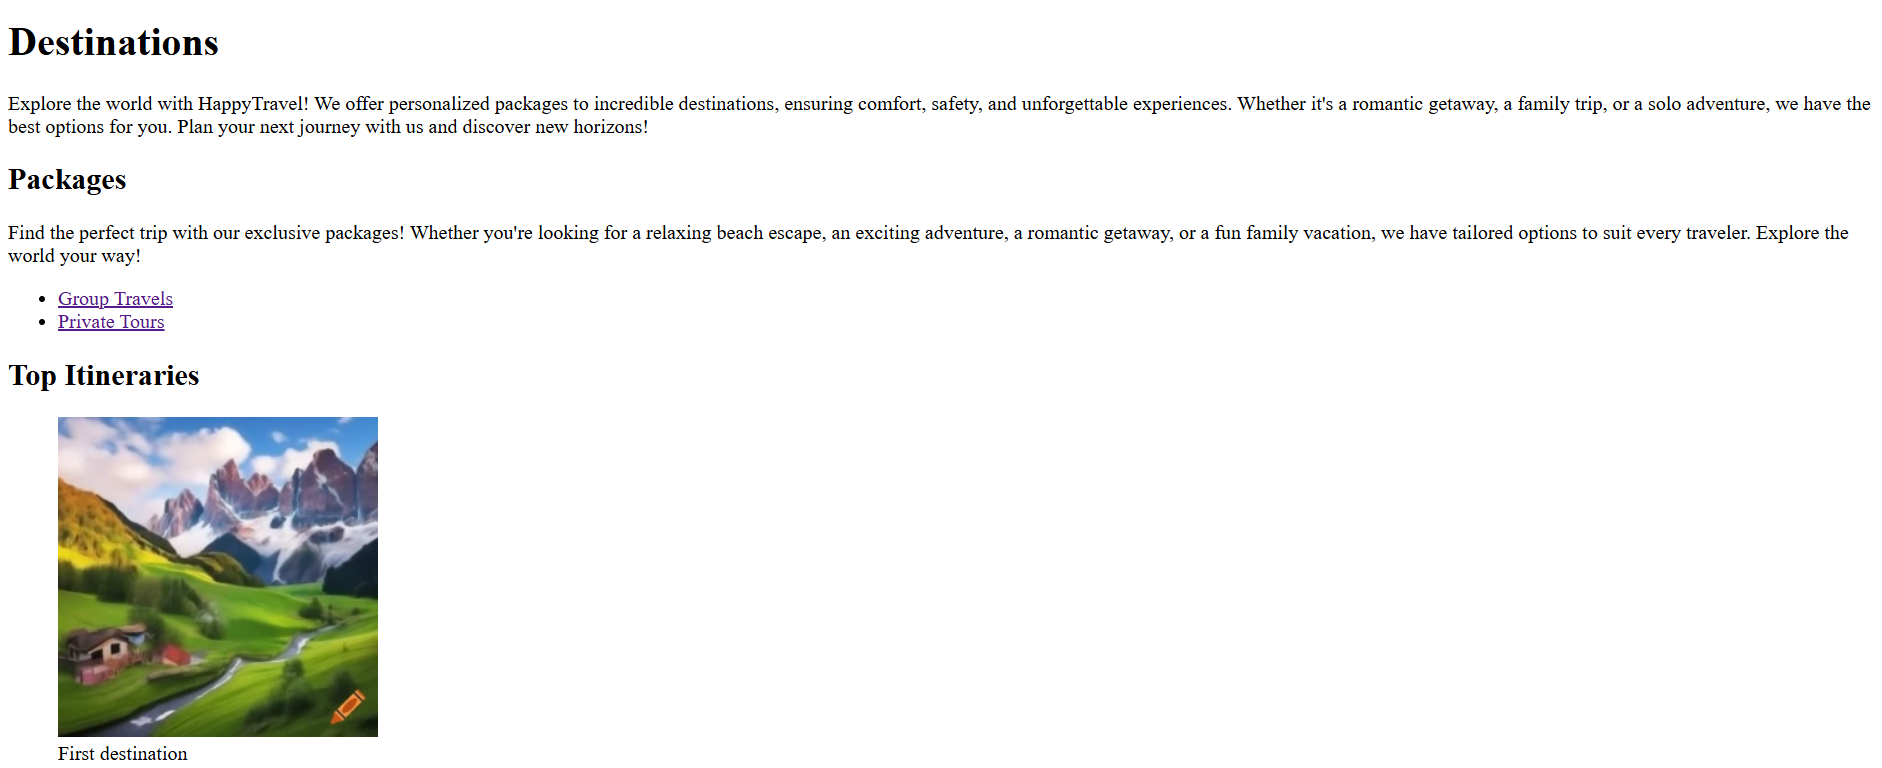 Destinations
Explore the world with HappyTravel! We offer personalized packages to incredible destinations, ensuring comfort, safety, and unforgettable experiences. Whether it's a romantic getaway, a family trip, or a solo adventure, we have the
best options for you. Plan your next journey with us and discover new horizons!
Packages
Find the perfect trip with our exclusive packages! Whether you're looking for a relaxing beach escape, an exciting adventure, a romantic getaway, or a fun family vacation, we have tailored options to suit every traveler. Explore the
world your way!
Group Travels
Private Tours
Top Itineraries
First destination